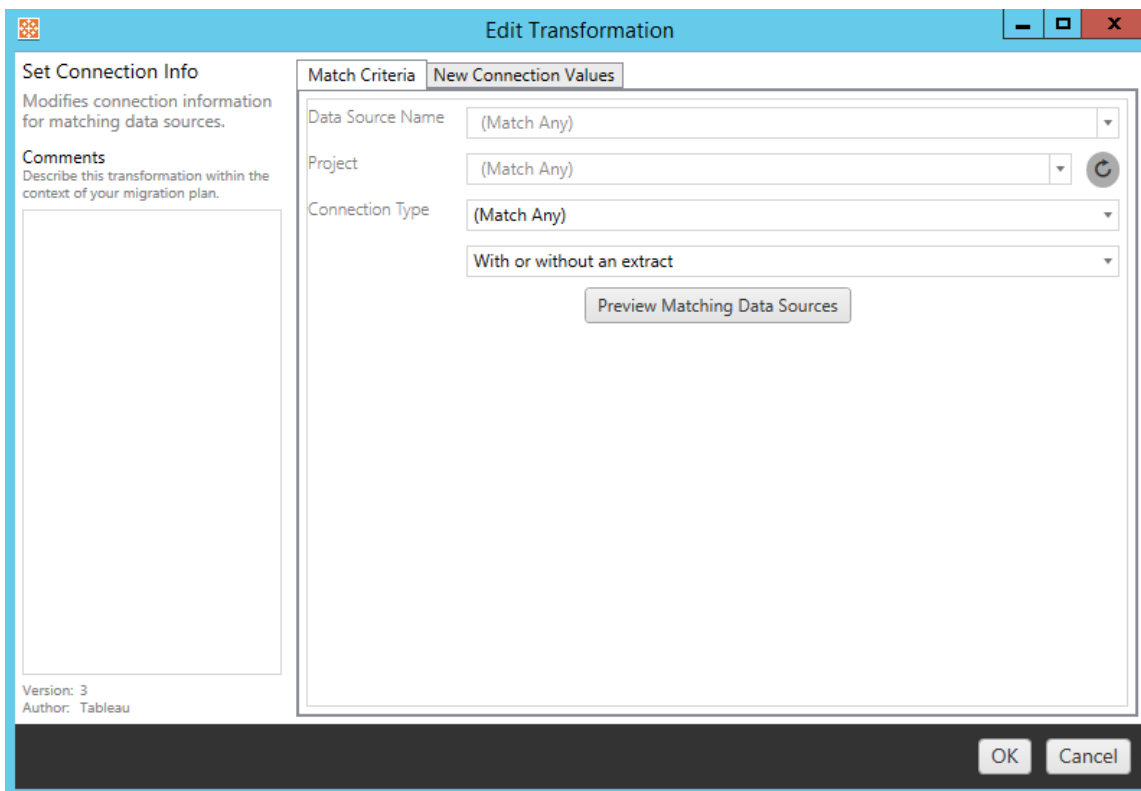 Edit Transformation
Set Connection Info
Modifies connection information
for matching data sources.
Comments
Describe this transformation within the
context of your migration plan.
Version: 3
Author: Tableau
Match Criteria
New Connection Values
Data Source Name
(Match Any)
Project
(Match Any)
Connection Type
(Match Any)
With or without an extract
Preview Matching Data Sources
OK
Cancel